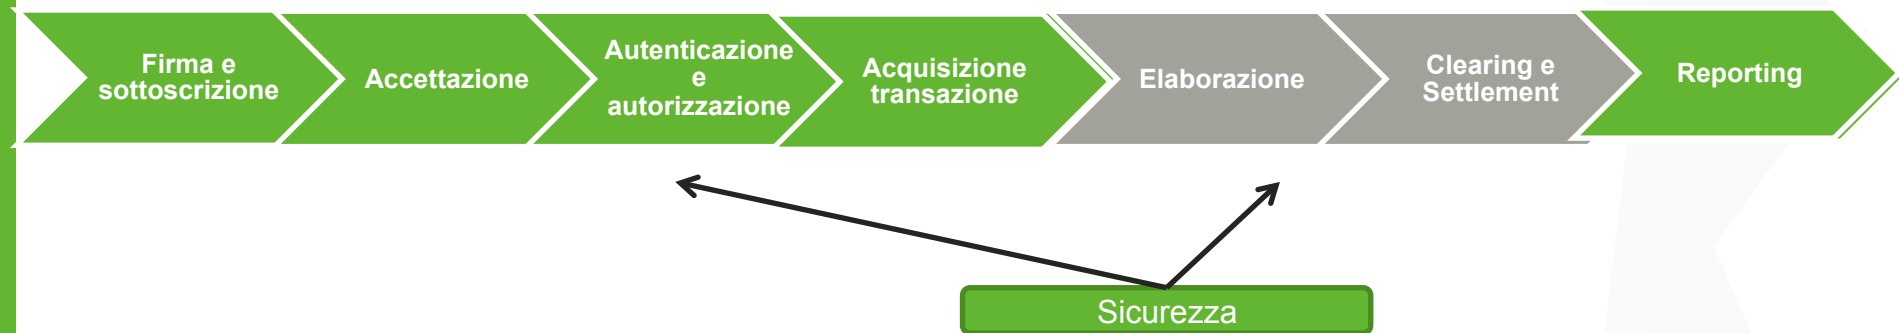 Firma e
sottoscrizione
Accettazione
Autenticazione
e
autorizzazione
Acquisizione
transazione
Elaborazione
Clearing e
Settlement
Reporting
Sicurezza